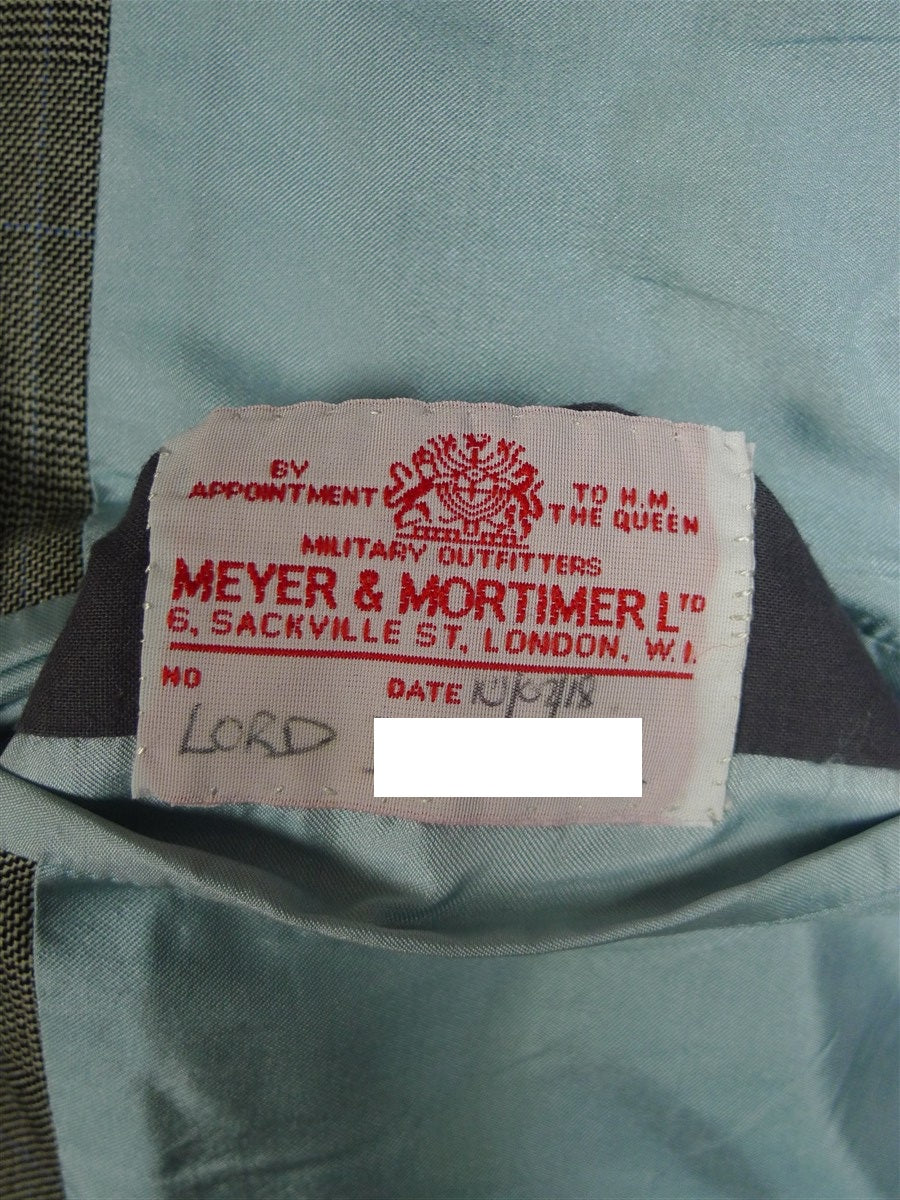 BY APPOINTMENT TO H.M. THE QUEEN
MILITARY OUTFITTERS
MEYER & MORTIMER LTD
6, SACKVILLE ST, LONDON, W.1.
NO DATE
LORD